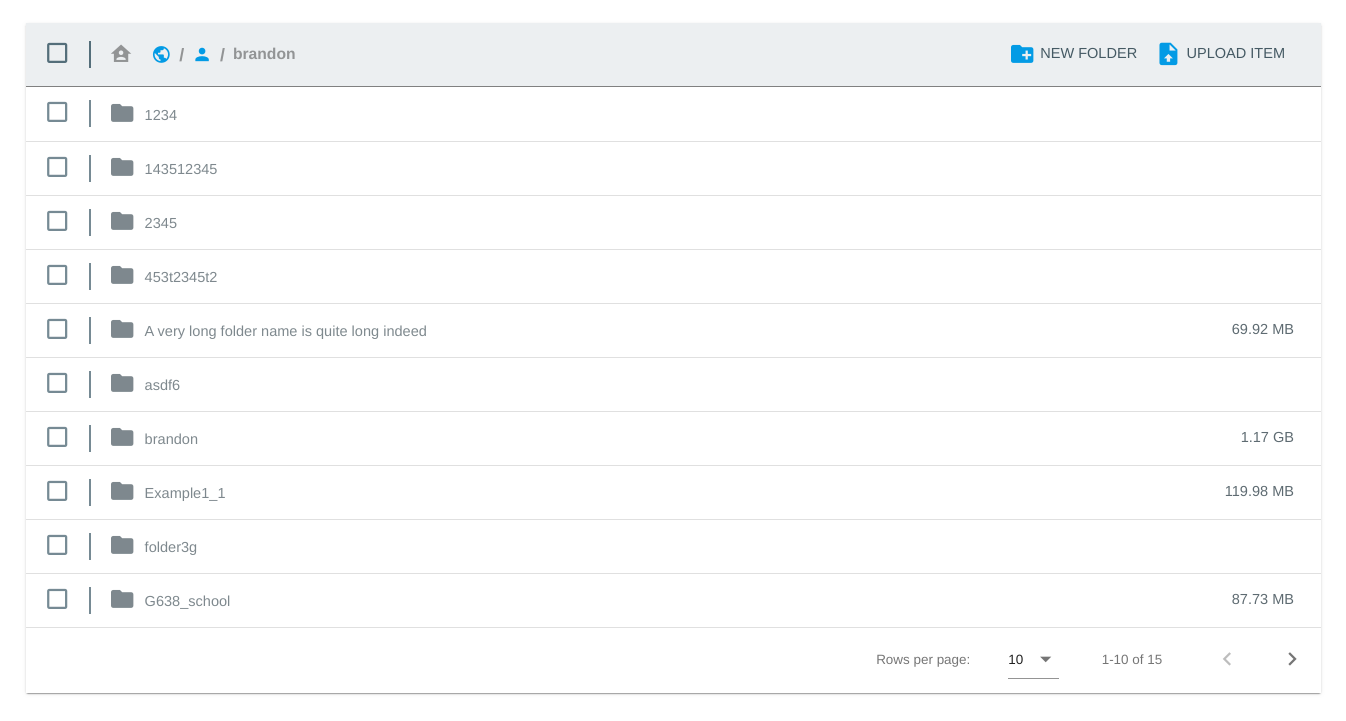 / / brandon NEW FOLDER UPLOAD ITEM
1234
143512345
2345
453t2345t2
A very long folder name is quite long indeed 69.92 MB
asdf6
brandon 1.17 GB
Example1_1 119.98 MB
folder3g
G638_school 87.73 MB
Rows per page: 10 1-10 of 15